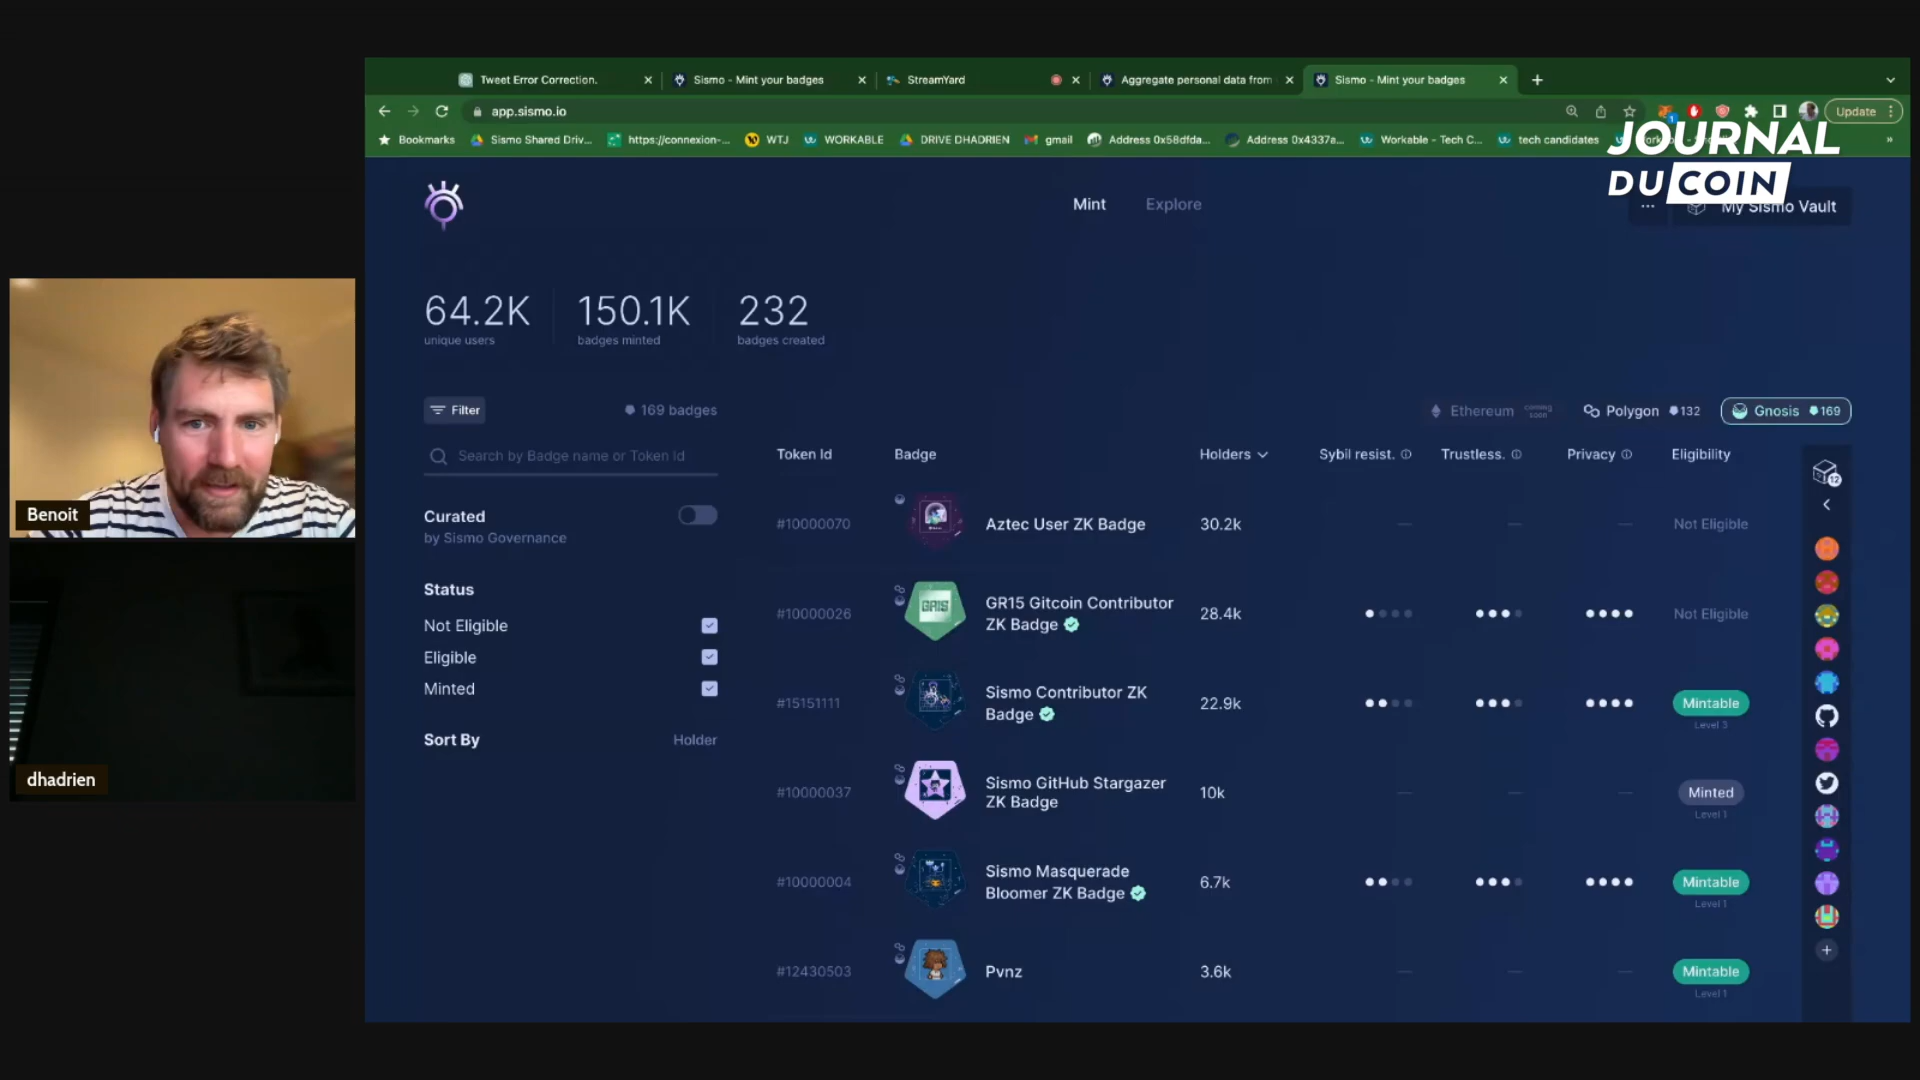 Tweet Error Correction.
Sismo - Mint your badges
StreamYard
Aggregate personal data from
Sismo - Mint your badges
app.sismo.io
Update
Bookmarks
Sismo Shared Driv...
https://connexion-...
WTJ
WORKABLE
DRIVE DHADRIEN
gmail
Address 0x58dfda...
Address 0x4337a...
Workable - Tech C...
tech candidates
JOURNAL
DU COIN
Mint
Explore
My Sismo Vault
64.2K
unique users
150.1K
badges minted
232
badges created
Filter
169 badges
Ethereum
coming soon
Polygon 132
Gnosis 169
Search by Badge name or Token Id
Token Id
Badge
Holders
Sybil resist.
Trustless.
Privacy
Eligibility
12
Curated
by Sismo Governance
Status
Not Eligible
Eligible
Minted
Sort By
Holder
#10000070
Aztec User ZK Badge
30.2k
Not Eligible
#10000026
GR15
GR15 Gitcoin Contributor
ZK Badge
28.4k
Not Eligible
#15151111
Sismo Contributor ZK
Badge
22.9k
Mintable
Level 3
#10000037
Sismo GitHub Stargazer
ZK Badge
10k
Minted
Level 1
#10000004
Sismo Masquerade
Bloomer ZK Badge
6.7k
Mintable
Level 1
#12430503
Pvnz
3.6k
Mintable
Level 1
Benoit
dhadrien